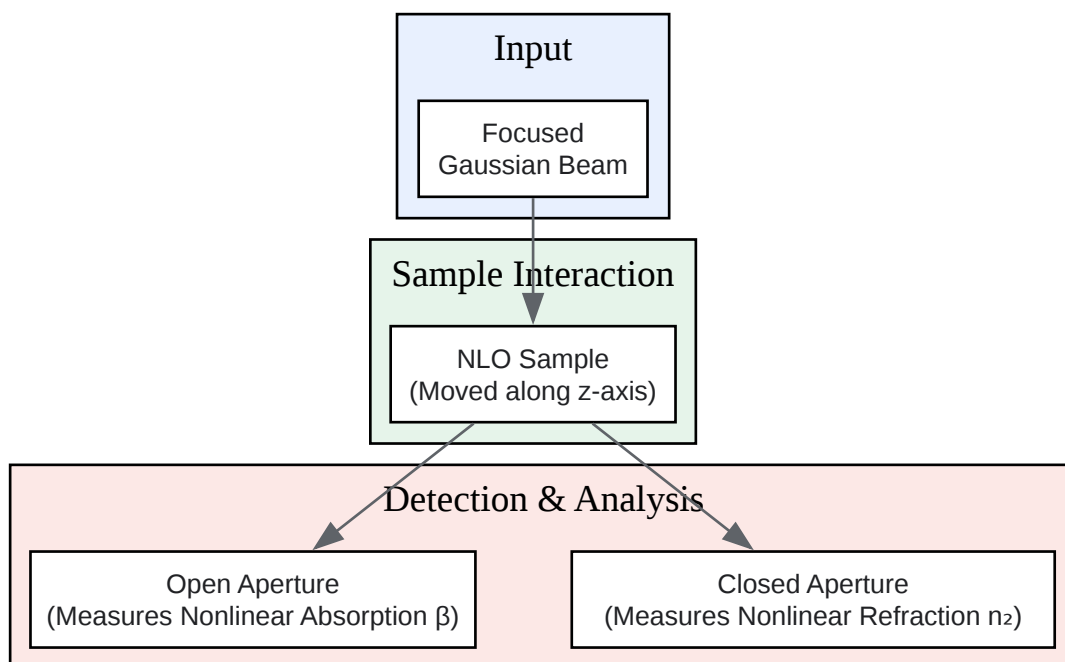 Input
Focused
Gaussian Beam
Sample Interaction
NLO Sample
(Moved along z-axis)
Detection & Analysis
Open Aperture
(Measures Nonlinear Absorption β)
Closed Aperture
(Measures Nonlinear Refraction n₂)